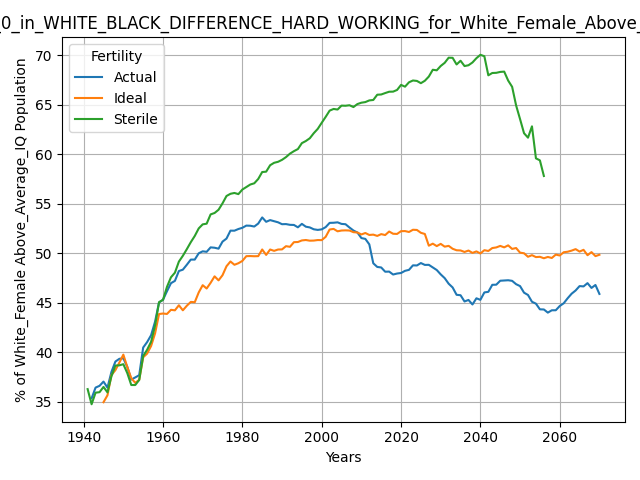 _0_in_WHITE_BLACK_DIFFERENCE_HARD_WORKING_for_White_Female_Above_
Fertility
Actual
Ideal
Sterile
% of White_Female Above_Average_IQ Population
70
65
60
55
50
45
40
35
1940
1960
1980
2000
2020
2040
2060
Years